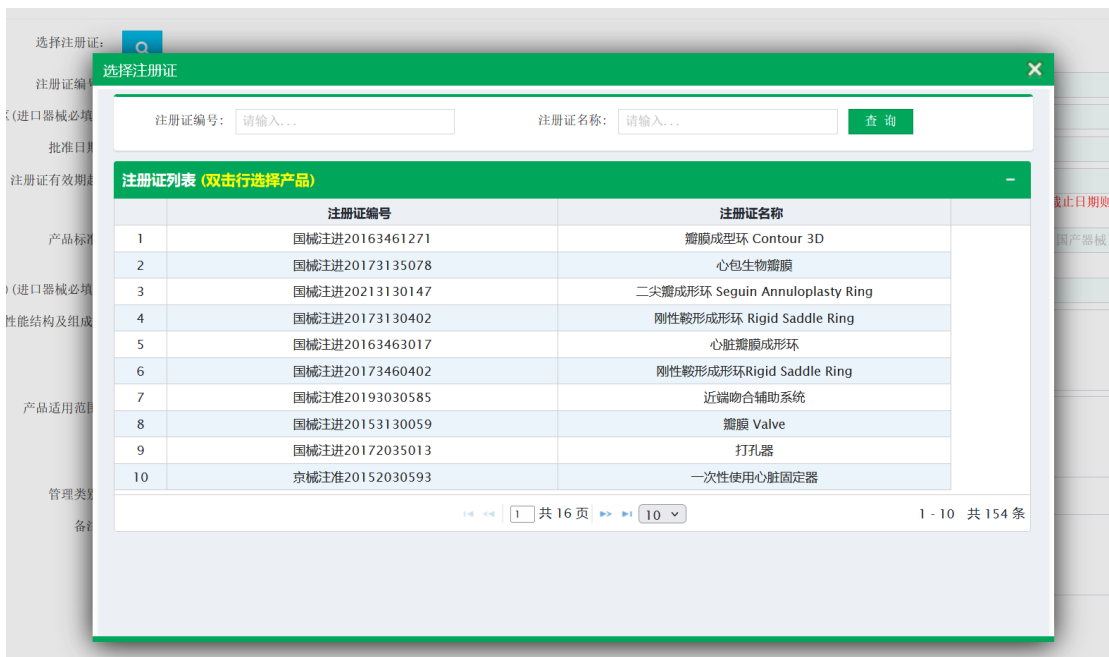 选择注册证:
选择注册证
注册证编号
注册证编号: 请输入... 注册证名称: 请输入... 查 询
(进口器械必填
批准日期
注册证有效期
注册证列表 (双击行选择产品)
截止日期则
注册证编号 注册证名称
产品标准
国产器械
1 国械注进20163461271 瓣膜成型环 Contour 3D
2 国械注进20173135078 心包生物瓣膜
3 国械注进20213130147 二尖瓣成形环 Seguin Annuloplasty Ring
(进口器械必填
4 国械注进20173130402 刚性鞍形成形环 Rigid Saddle Ring
性能结构及组成
5 国械注进20163463017 心脏瓣膜成形环
6 国械注进20173460402 刚性鞍形成形环Rigid Saddle Ring
7 国械注准20193030585 近端吻合辅助系统
产品适用范围
8 国械注进20153130059 瓣膜 Valve
9 国械注进20172035013 打孔器
10 京械注准20152030593 一次性使用心脏固定器
管理类别
1 共 16 页 10 1 - 10 共 154 条
备注